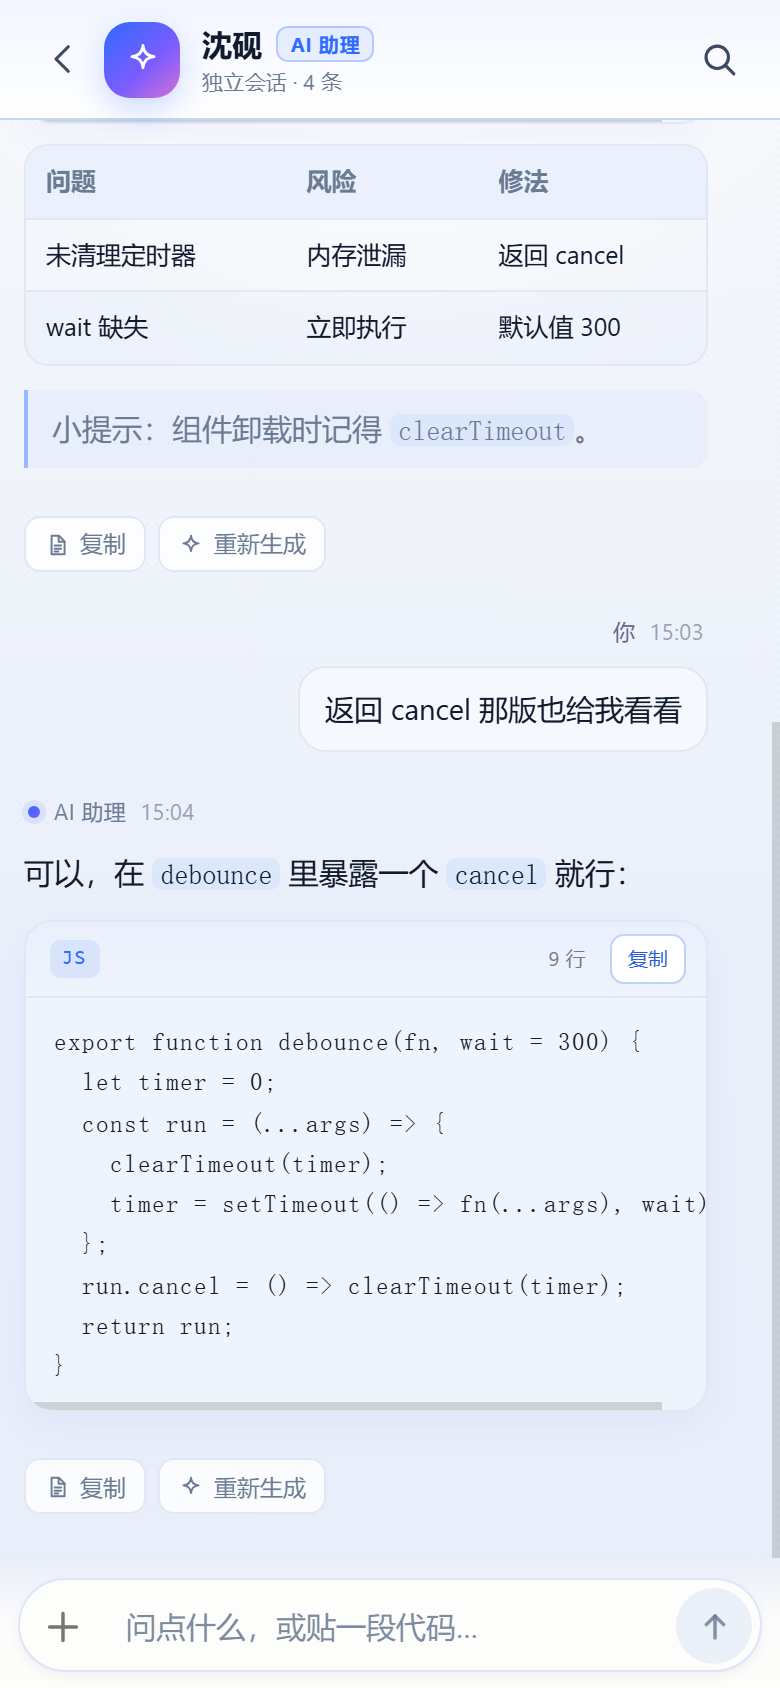 沈砚 AI 助理
独立会话 · 4 条
问题 风险 修法
未清理定时器 内存泄漏 返回 cancel
wait 缺失 立即执行 默认值 300
小提示：组件卸载时记得 clearTimeout。
复制 重新生成
你 15:03
返回 cancel 那版也给我看看
AI 助理 15:04
可以，在 debounce 里暴露一个 cancel 就行：
JS 9 行 复制
export function debounce(fn, wait = 300) {
  let timer = 0;
  const run = (...args) => {
    clearTimeout(timer);
    timer = setTimeout(() => fn(...args), wait)
  };
  run.cancel = () => clearTimeout(timer);
  return run;
}
复制 重新生成
问点什么，或贴一段代码...